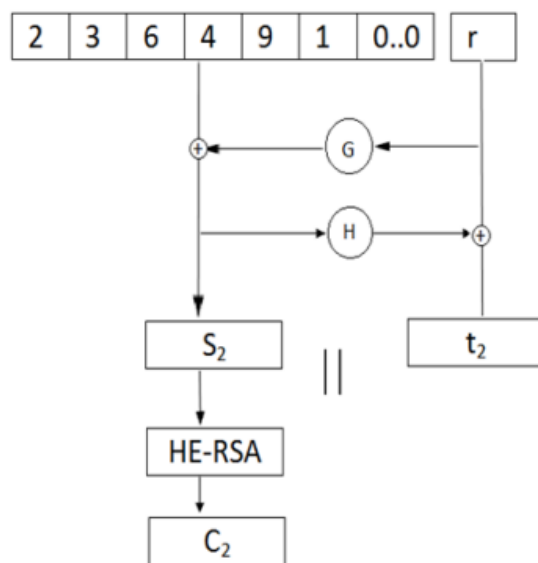 2 3 6 4 9 1 0..0 r
+ G
H +
S₂ || t₂
HE-RSA
C₂